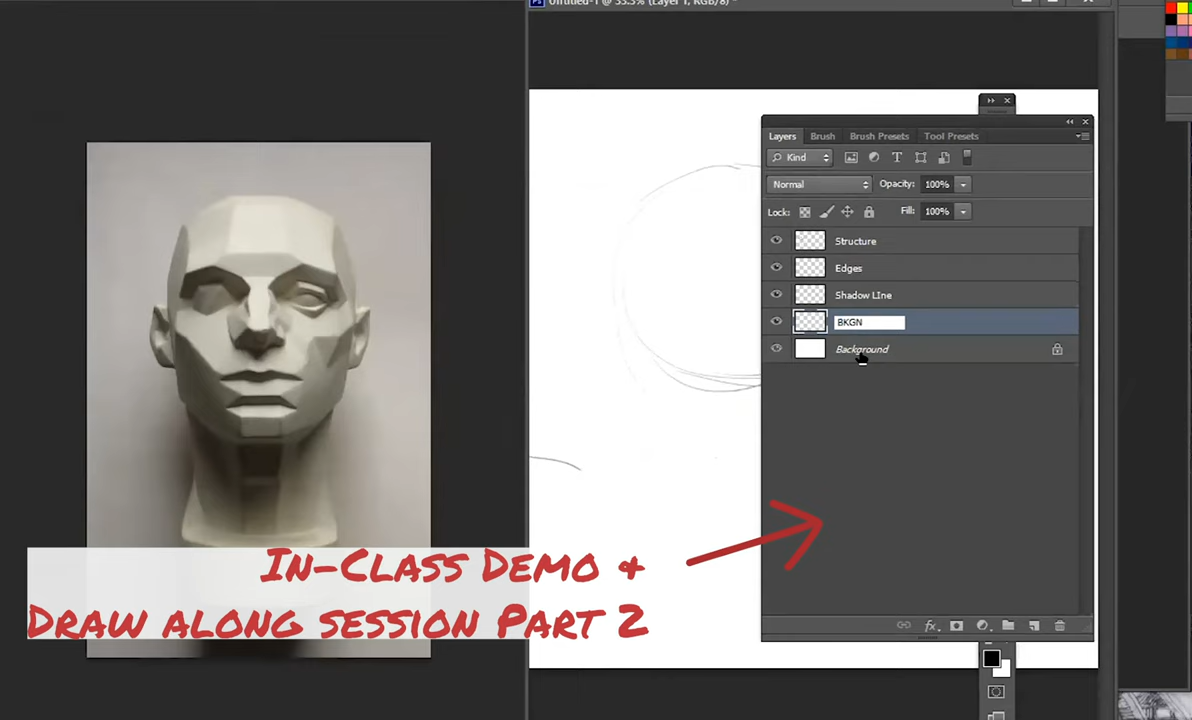 Untitled-1 @ 33.3% (Layer 1, RGB/8) *
Layers Brush Brush Presets Tool Presets
Kind
Normal Opacity: 100%
Lock: Fill: 100%
Structure
Edges
Shadow LIne
BKGN
Background
fx
In-Class Demo &
Draw along session Part 2